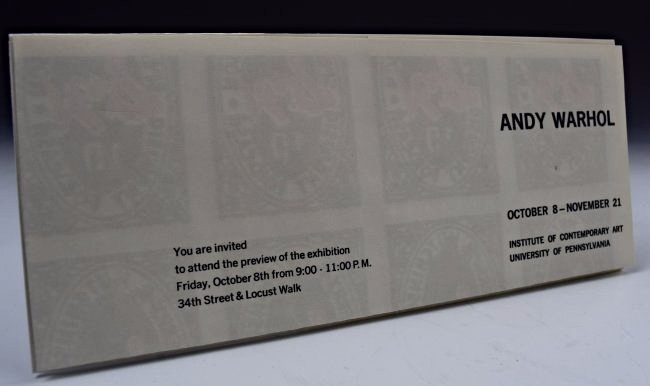 ANDY WARHOL
OCTOBER 8 – NOVEMBER 21
INSTITUTE OF CONTEMPORARY ART
UNIVERSITY OF PENNSYLVANIA
You are invited
to attend the preview of the exhibition
Friday, October 8th from 9:00 - 11:00 P. M.
34th Street & Locust Walk